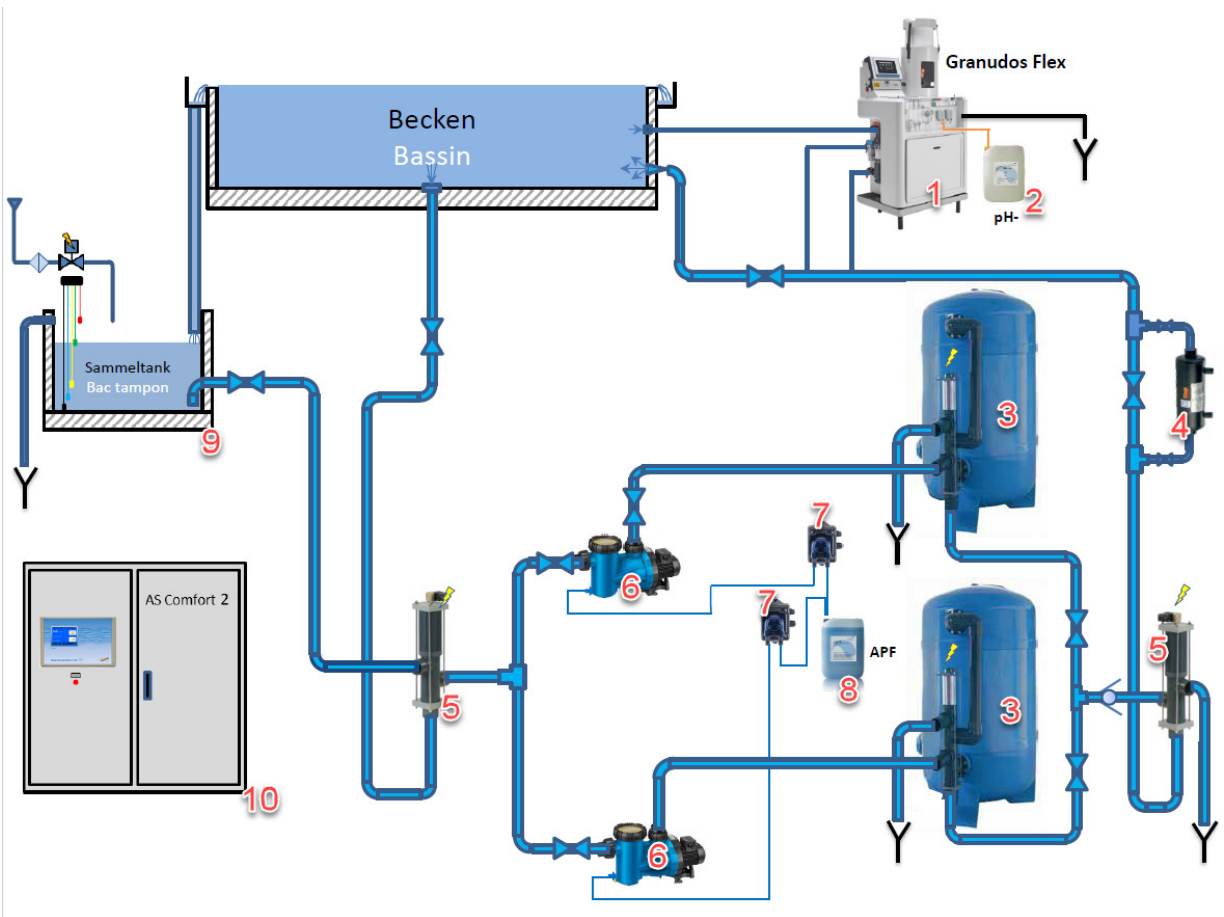 Granudos Flex
Becken
Bassin
1
2
pH-
Sammeltank
Bac tampon
9
3
4
7
6
7
5
APF
8
3
5
AS Comfort 2
10
6